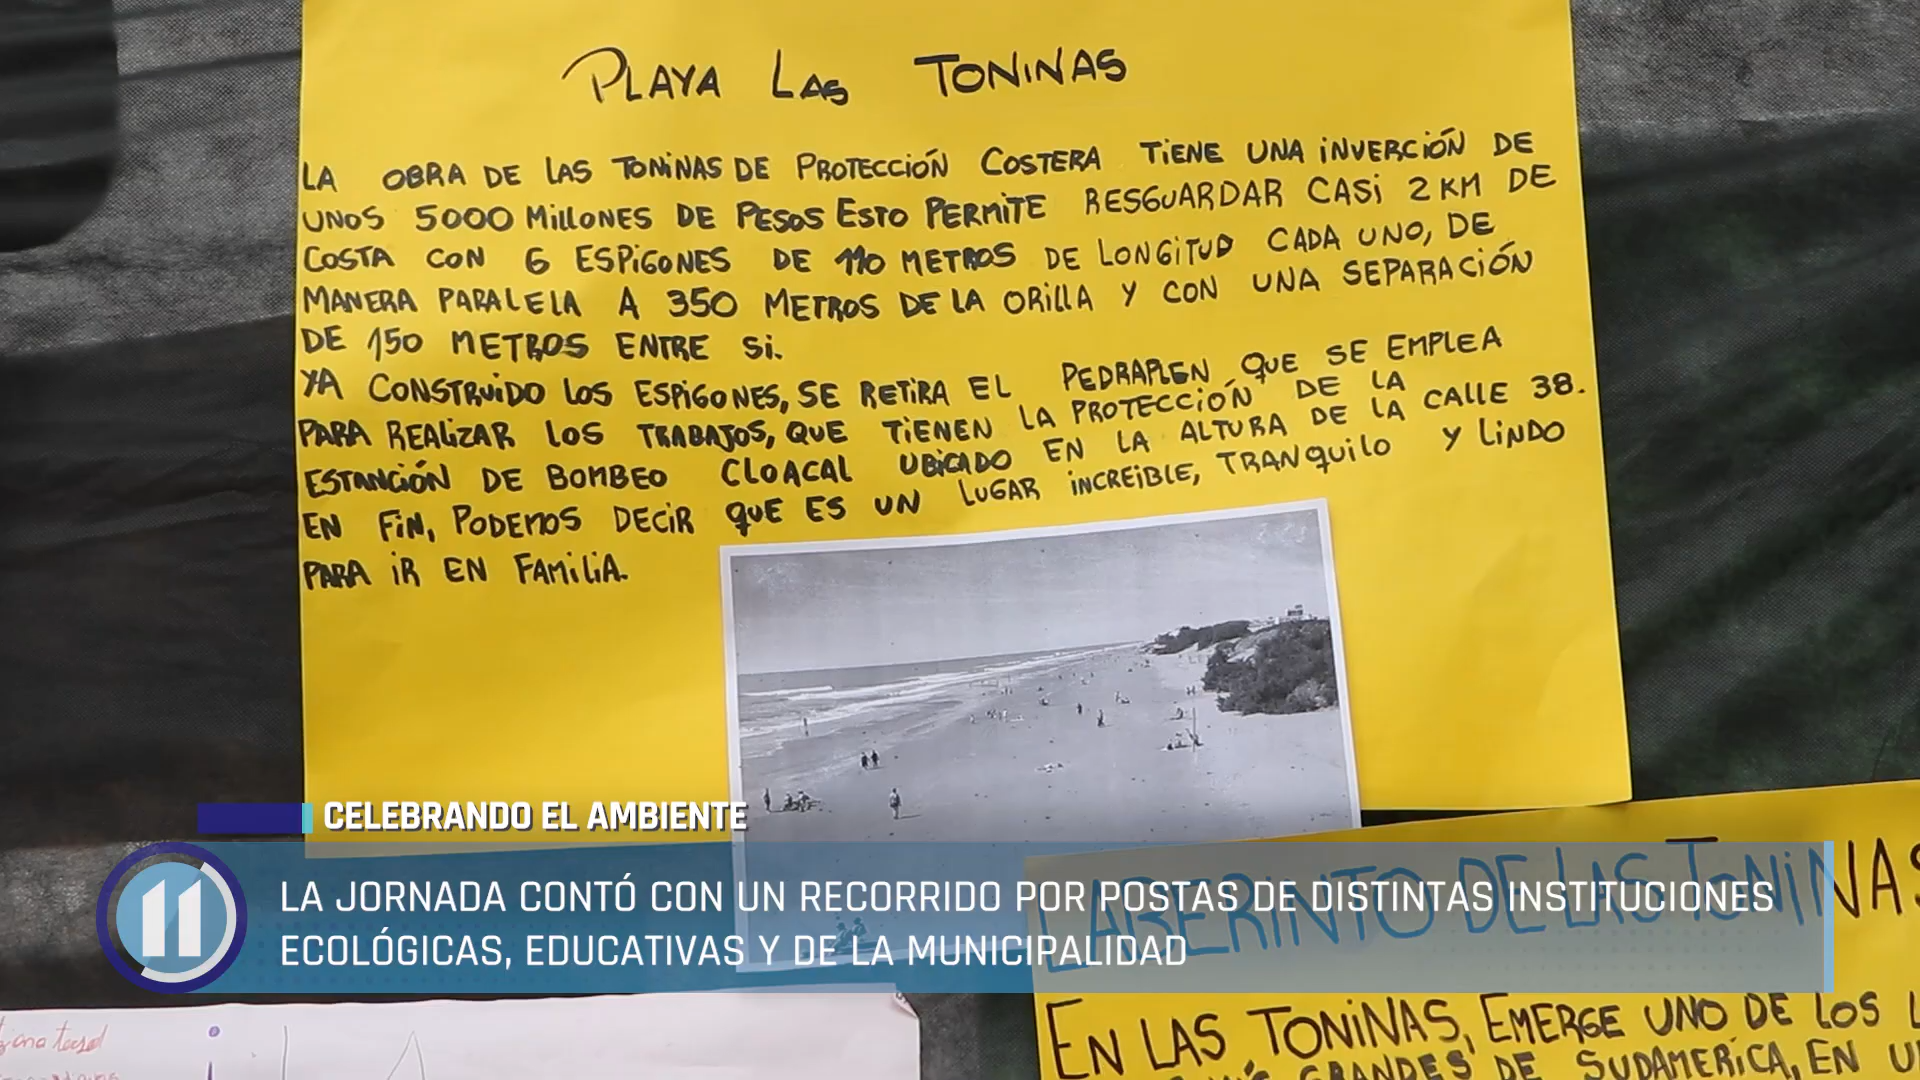 PLAYA LAS TONINAS
LA OBRA DE LAS TONINAS DE PROTECCIÓN COSTERA TIENE UNA INVERCIÓN DE
UNOS 5000 MILLONES DE PESOS ESTO PERMITE RESGUARDAR CASI 2 KM DE
COSTA CON 6 ESPIGONES DE 110 METROS DE LONGITUD CADA UNO, DE
MANERA PARALELA A 350 METROS DE LA ORILLA Y CON UNA SEPARACIÓN
DE 150 METROS ENTRE SI.
YA CONSTRUIDO LOS ESPIGONES, SE RETIRA EL PEDRAPLEN QUE SE EMPLEA
PARA REALIZAR LOS TRABAJOS, QUE TIENEN LA PROTECCIÓN DE LA
ESTANCIÓN DE BOMBEO CLOACAL UBICADO EN LA ALTURA DE LA CALLE 38.
EN FIN, PODEMOS DECIR QUE ES UN LUGAR INCREIBLE, TRANQUILO Y LINDO
PARA IR EN FAMILIA.
CELEBRANDO EL AMBIENTE
11
LA JORNADA CONTÓ CON UN RECORRIDO POR POSTAS DE DISTINTAS INSTITUCIONES
ECOLÓGICAS, EDUCATIVAS Y DE LA MUNICIPALIDAD
LABERINTO DE LAS TONINAS
EN LAS TONINAS, EMERGE UNO DE LOS
GRANDES DE SUDAMERICA, EN